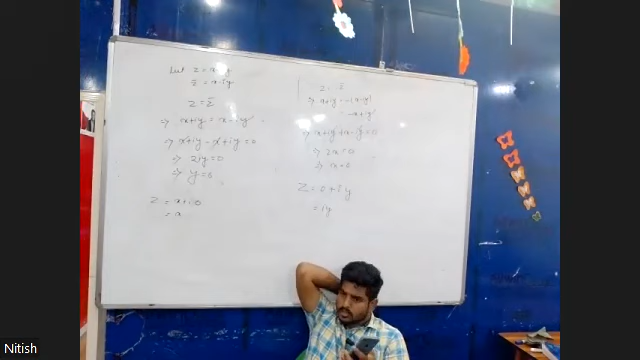 Let z = x+iy
z̄ = x-iy
z = z̄
⇒ x+iy = x-iy
⇒ x+iy - x+iy = 0
⇒ 2iy = 0
⇒ y = 0
z = x+i.0
= x
z = - z̄
⇒ x+iy = -(x-iy)
= -x+iy
⇒ x+iy+x-iy = 0
⇒ 2x = 0
⇒ x = 0
z = 0 + iy
= iy
Nitish